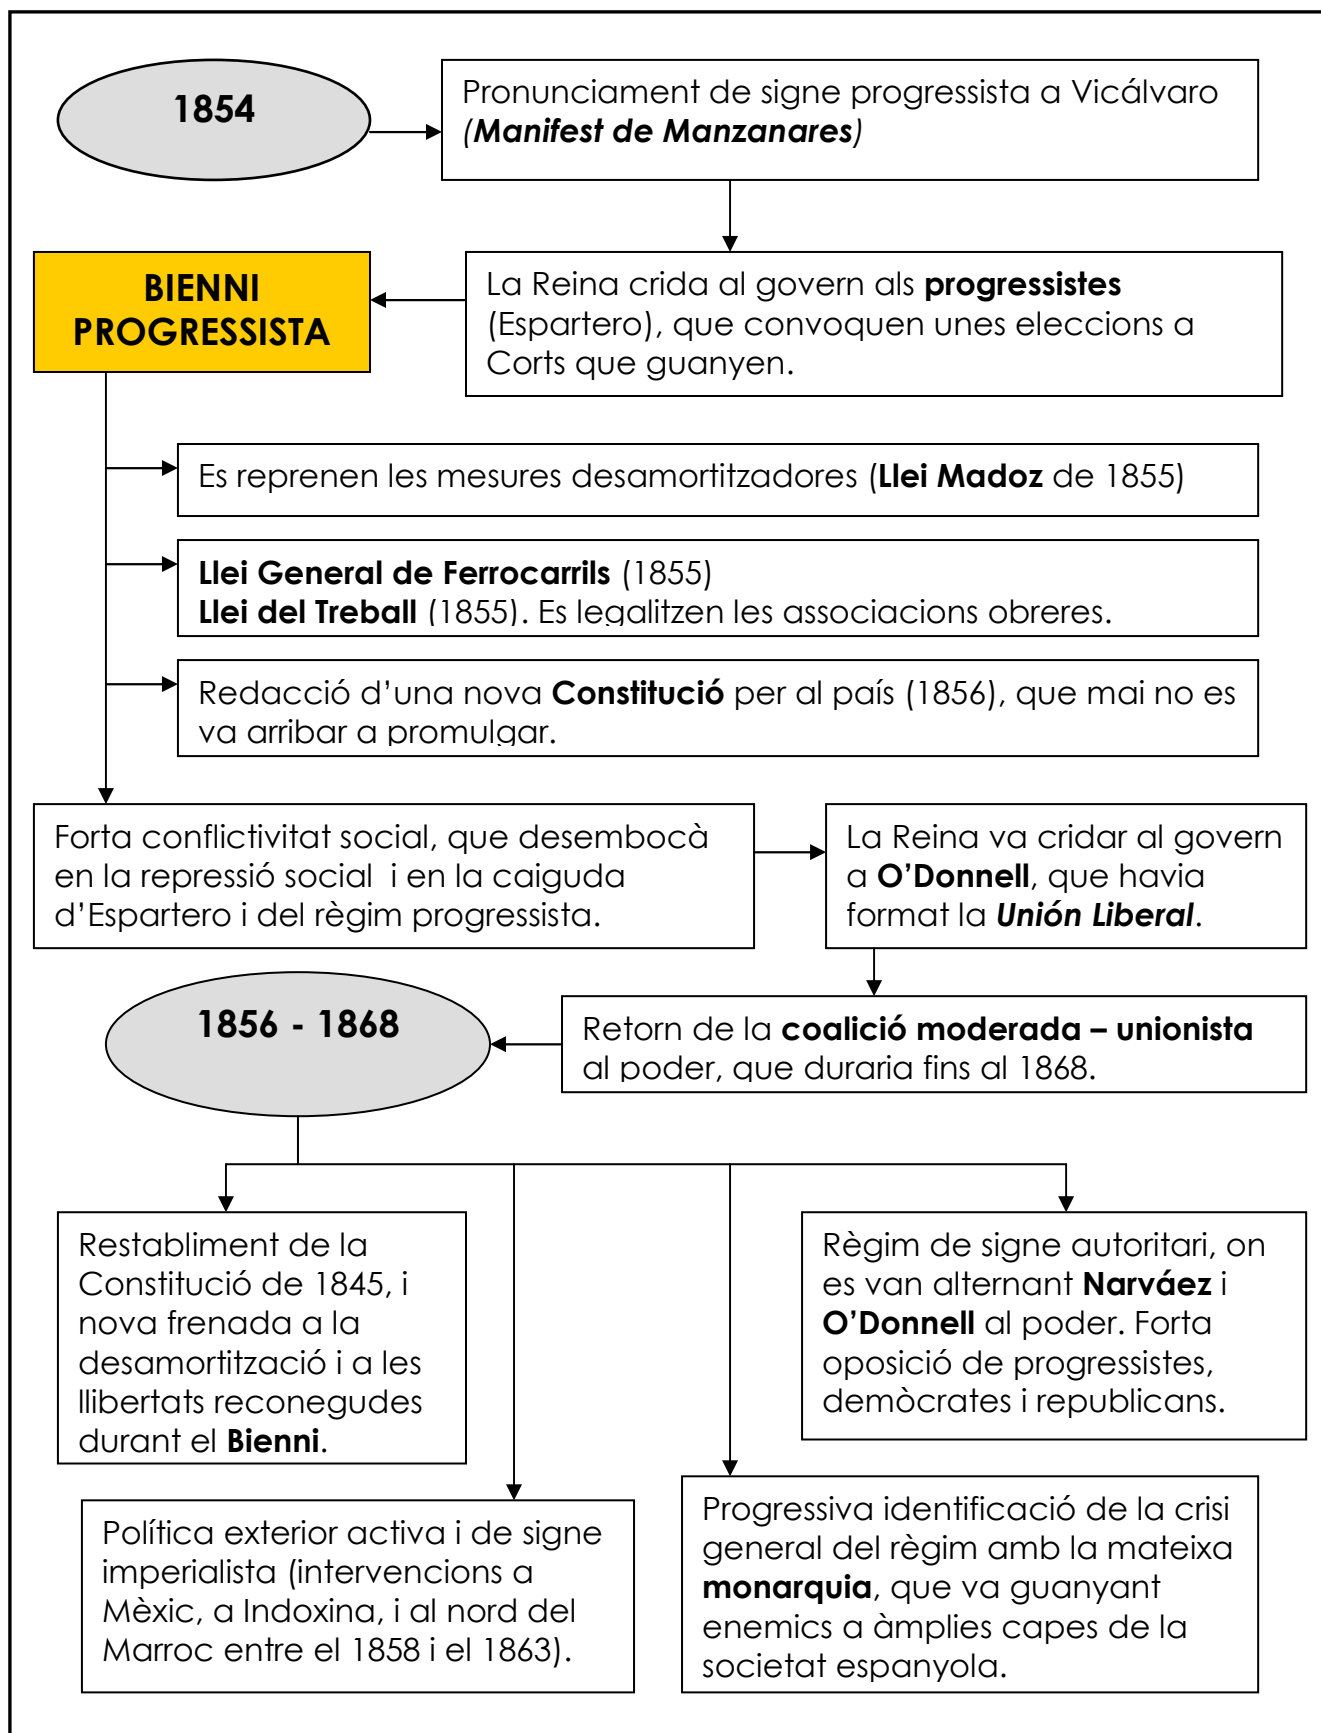 1854
Pronunciament de signe progressista a Vicálvaro
(Manifest de Manzanares)
BIENNI
PROGRESSISTA
La Reina crida al govern als progressistes
(Espartero), que convoquen unes eleccions a
Corts que guanyen.
Es reprenen les mesures desamortitzadores (Llei Madoz de 1855)
Llei General de Ferrocarrils (1855)
Llei del Treball (1855). Es legalitzen les associacions obreres.
Redacció d’una nova Constitució per al país (1856), que mai no es
va arribar a promulgar.
Forta conflictivitat social, que desembocà
en la repressió social i en la caiguda
d’Espartero i del règim progressista.
La Reina va cridar al govern
a O’Donnell, que havia
format la Unión Liberal.
1856 - 1868
Retorn de la coalició moderada – unionista
al poder, que duraria fins al 1868.
Restabliment de la
Constitució de 1845, i
nova frenada a la
desamortització i a les
llibertats reconegudes
durant el Bienni.
Règim de signe autoritari, on
es van alternant Narváez i
O’Donnell al poder. Forta
oposició de progressistes,
demòcrates i republicans.
Política exterior activa i de signe
imperialista (intervencions a
Mèxic, a Indoxina, i al nord del
Marroc entre el 1858 i el 1863).
Progressiva identificació de la crisi
general del règim amb la mateixa
monarquia, que va guanyant
enemics a àmplies capes de la
societat espanyola.